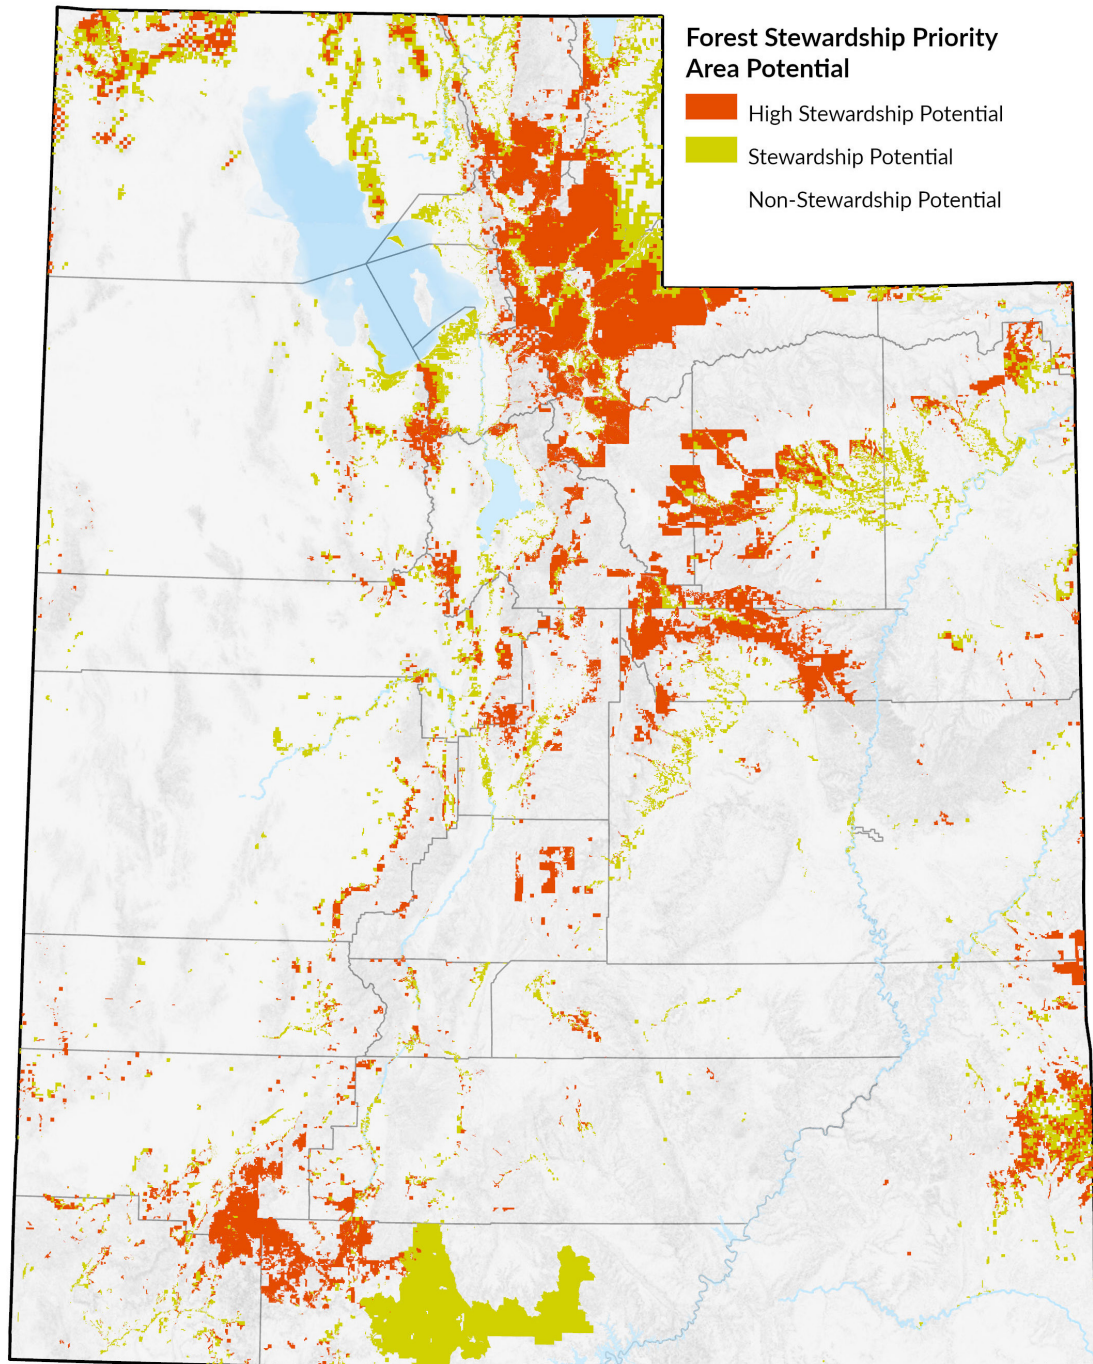 Forest Stewardship Priority
Area Potential
High Stewardship Potential
Stewardship Potential
Non-Stewardship Potential